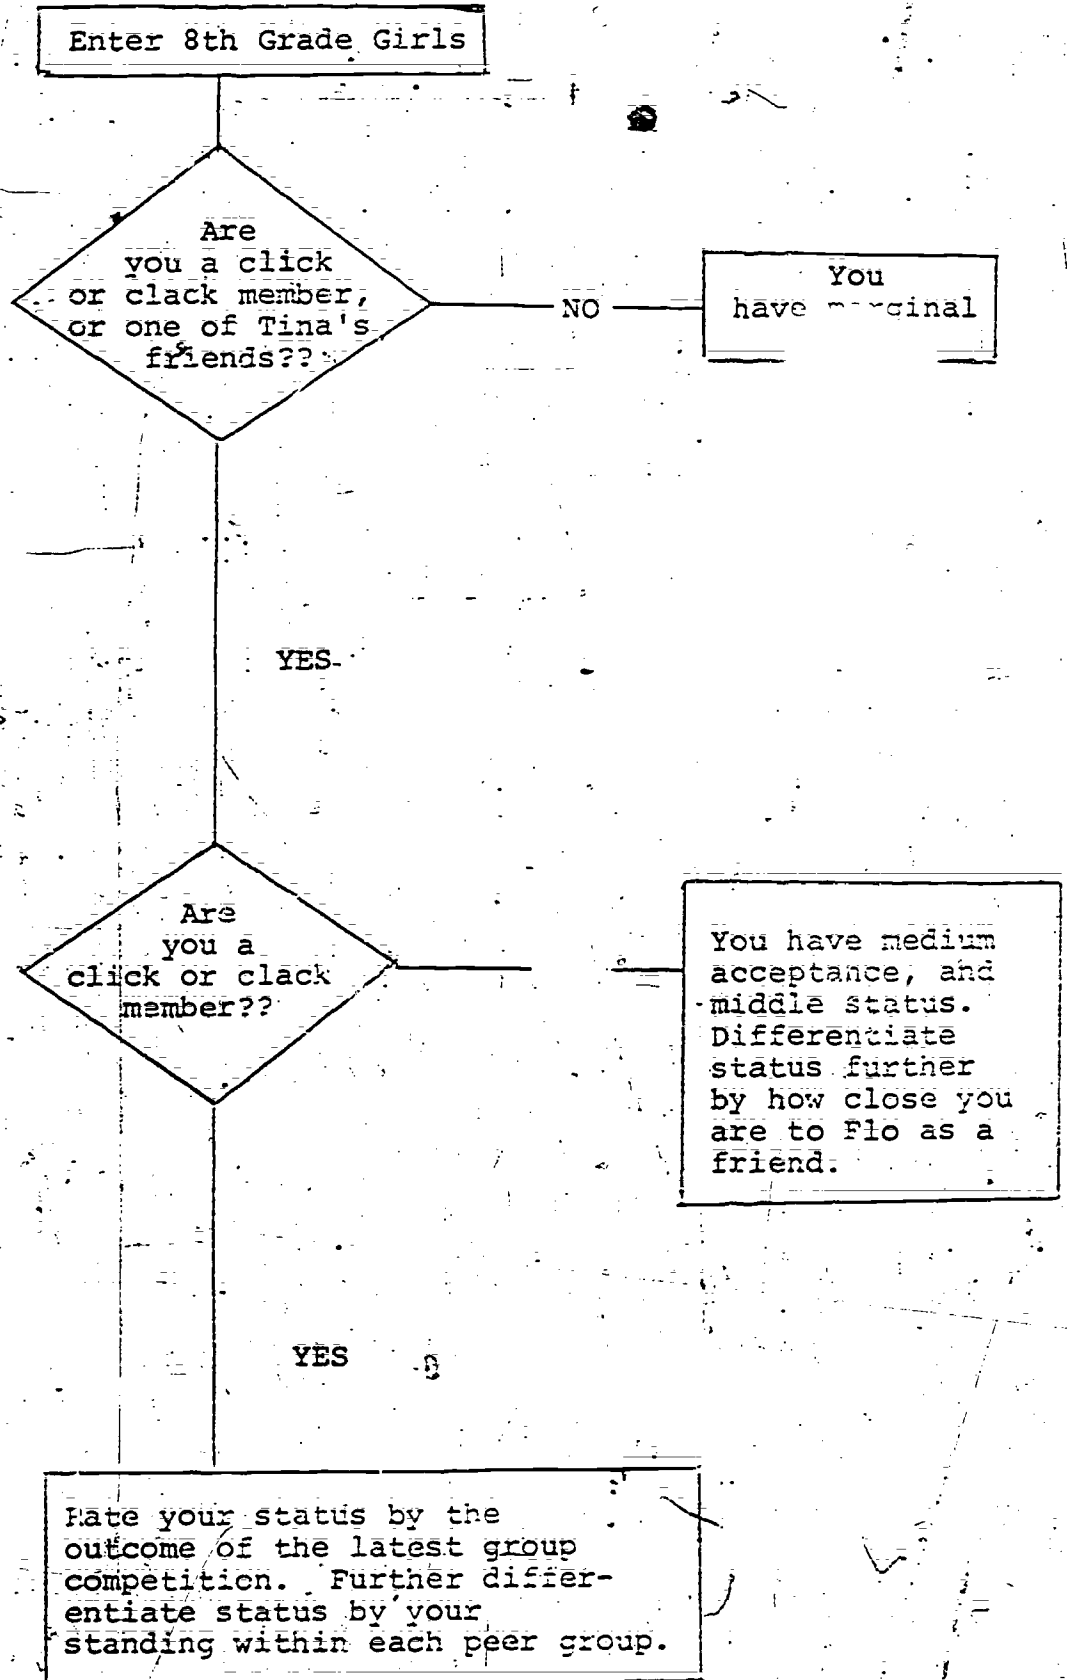 Enter 8th Grade Girls
Are
you a click
or clack member,
or one of Tina's
friends??
NO
You
have
YES
Are
you a
click or clack
member??
You have medium
acceptance, and
middle status.
Differentiate
status further
by how close you
are to Flo as a
friend.
YES
Rate your status by the
outcome of the latest group
competition. Further differ-
entiate status by your
standing within each peer group.